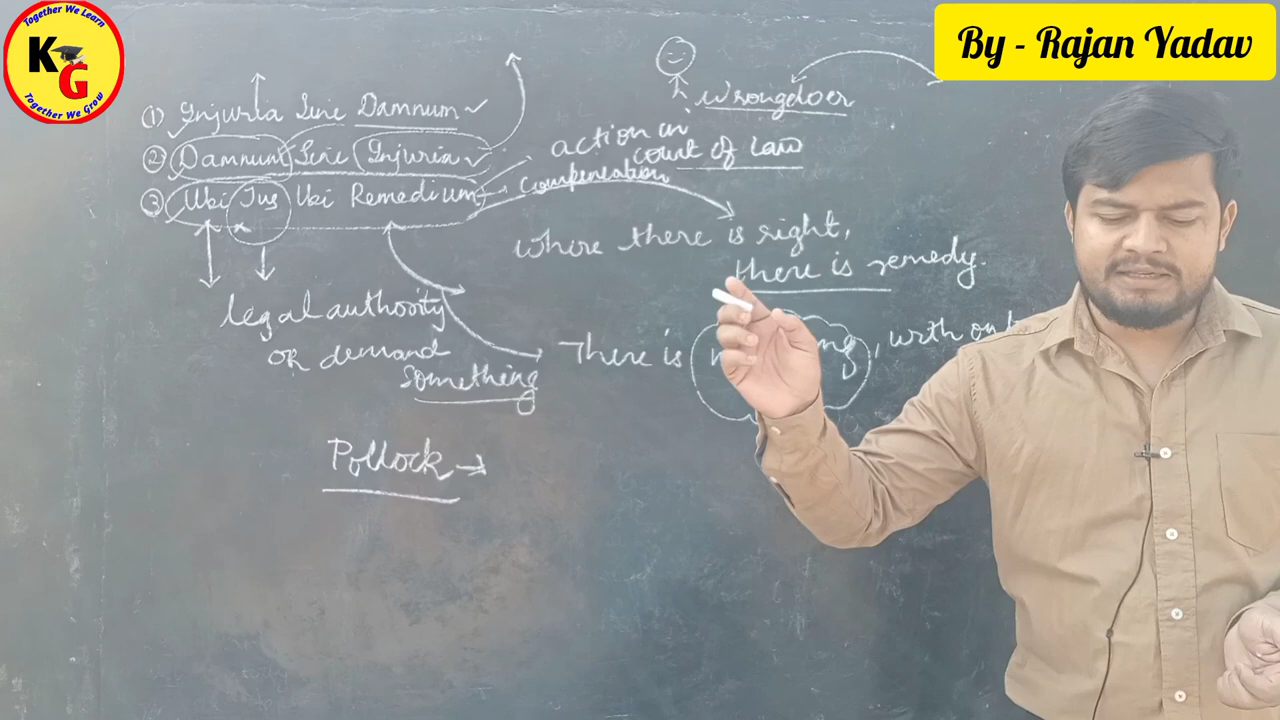 Together We Learn
KG
Together We Grow
By - Rajan Yadav
(1) Injuria Sine Damnum
(2) Damnum Sine Injuria
(3) Ubi Jus Ubi Remedium
wrongdoer
action in
court of law
compensation
where there is right,
there is remedy.
legal authority
or demand
something
There is
Pollock →